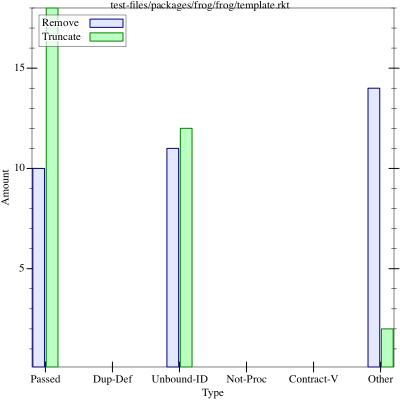 test-files/packages/frog/frog/template.rkt
Remove
Truncate
15
10
5
Amount
Passed Dup-Def Unbound-ID Not-Proc Contract-V Other
Type